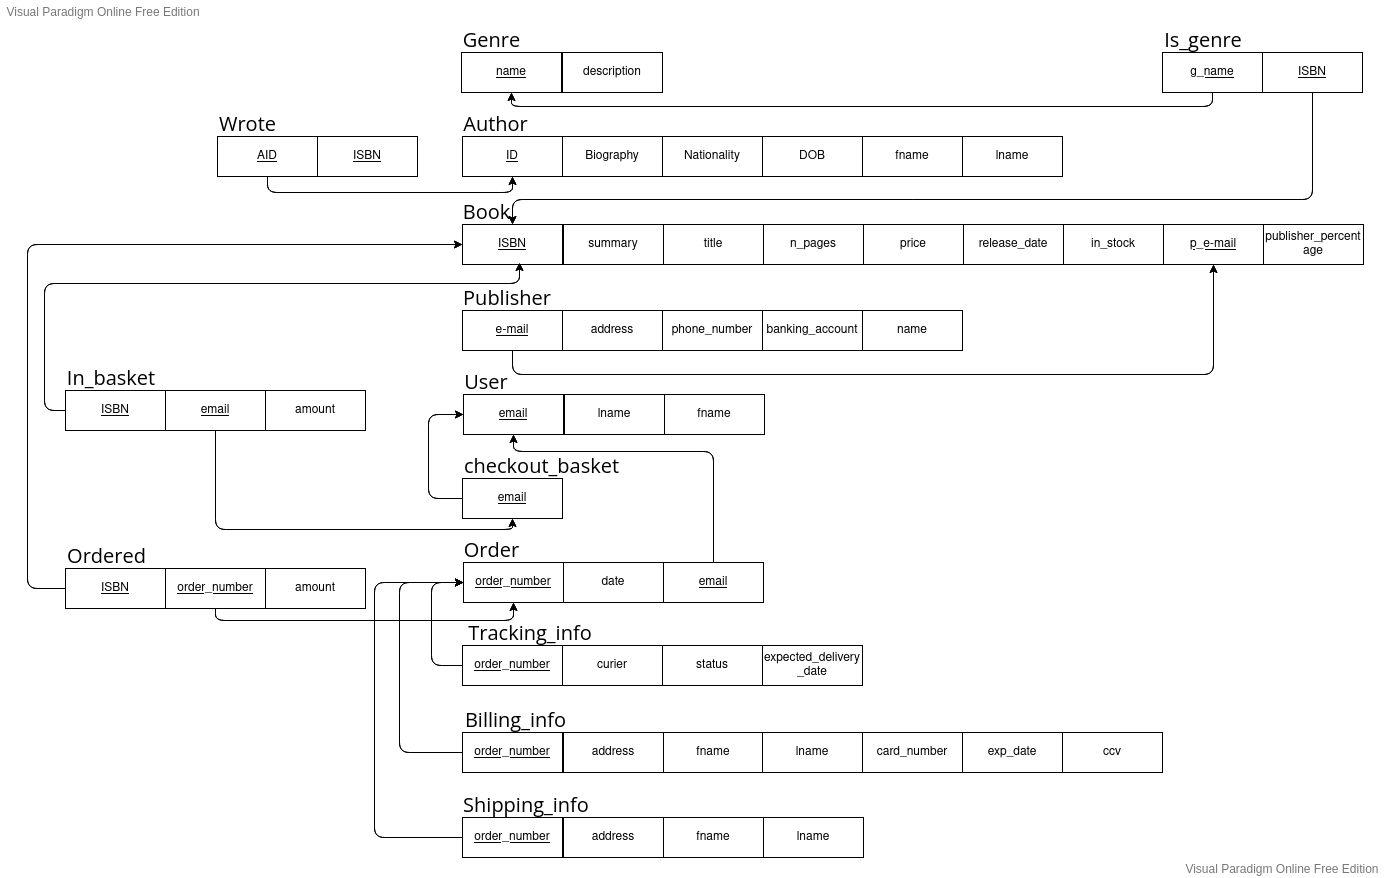 Visual Paradigm Online Free Edition
Genre
Is_genre
name description
g_name ISBN
Wrote
Author
AID ISBN
ID Biography Nationality DOB fname lname
Book
ISBN summary title n_pages price release_date in_stock p_e-mail publisher_percent
age
Publisher
e-mail address phone_number banking_account name
In_basket
User
ISBN email amount
email lname fname
checkout_basket
email
Ordered
Order
ISBN order_number amount
order_number date email
Tracking_info
order_number curier status expected_delivery
_date
Billing_info
order_number address fname lname card_number exp_date ccv
Shipping_info
order_number address fname lname
Visual Paradigm Online Free Edition